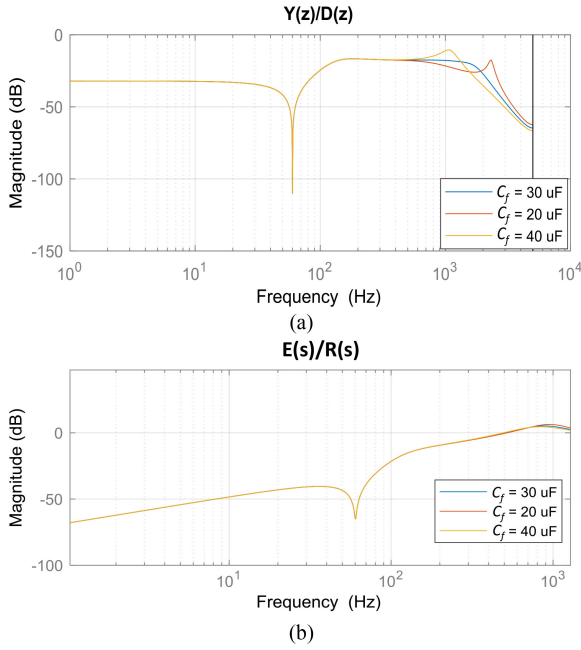 Y(z)/D(z)
0
-50
-100
-150
Magnitude (dB)
C_f = 30 uF
C_f = 20 uF
C_f = 40 uF
10^0
10^1
10^2
10^3
10^4
Frequency (Hz)
(a)
E(s)/R(s)
0
-50
-100
Magnitude (dB)
C_f = 30 uF
C_f = 20 uF
C_f = 40 uF
10^1
10^2
10^3
Frequency (Hz)
(b)